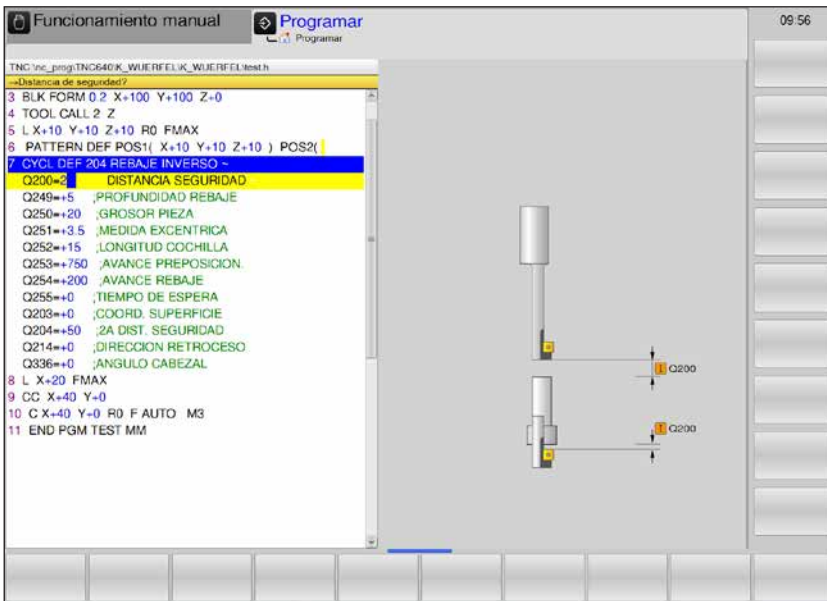 Funcionamiento manual
Programar
Programar
09:56
TNC:\nc_prog\TNC640\K_WUERFEL\K_WUERFEL\test.h
→Distancia de seguridad?
3 BLK FORM 0.2 X+100 Y+100 Z+0
4 TOOL CALL 2 Z
5 L X+10 Y+10 Z+10 R0 FMAX
6 PATTERN DEF POS1( X+10 Y+10 Z+10 ) POS2(
7 CYCL DEF 204 REBAJE INVERSO ~
Q200=2 DISTANCIA SEGURIDAD
Q249=+5 ;PROFUNDIDAD REBAJE
Q250=+20 ;GROSOR PIEZA
Q251=+3.5 ;MEDIDA EXCENTRICA
Q252=+15 ;LONGITUD COCHILLA
Q253=+750 ;AVANCE PREPOSICION.
Q254=+200 ;AVANCE REBAJE
Q255=+0 ;TIEMPO DE ESPERA
Q203=+0 ;COORD. SUPERFICIE
Q204=+50 ;2A DIST. SEGURIDAD
Q214=+0 ;DIRECCION RETROCESO
Q336=+0 ;ANGULO CABEZAL
8 L X+20 FMAX
9 CC X+40 Y+0
10 C X+40 Y+0 R0 F AUTO M3
11 END PGM TEST MM
Q200
Q200